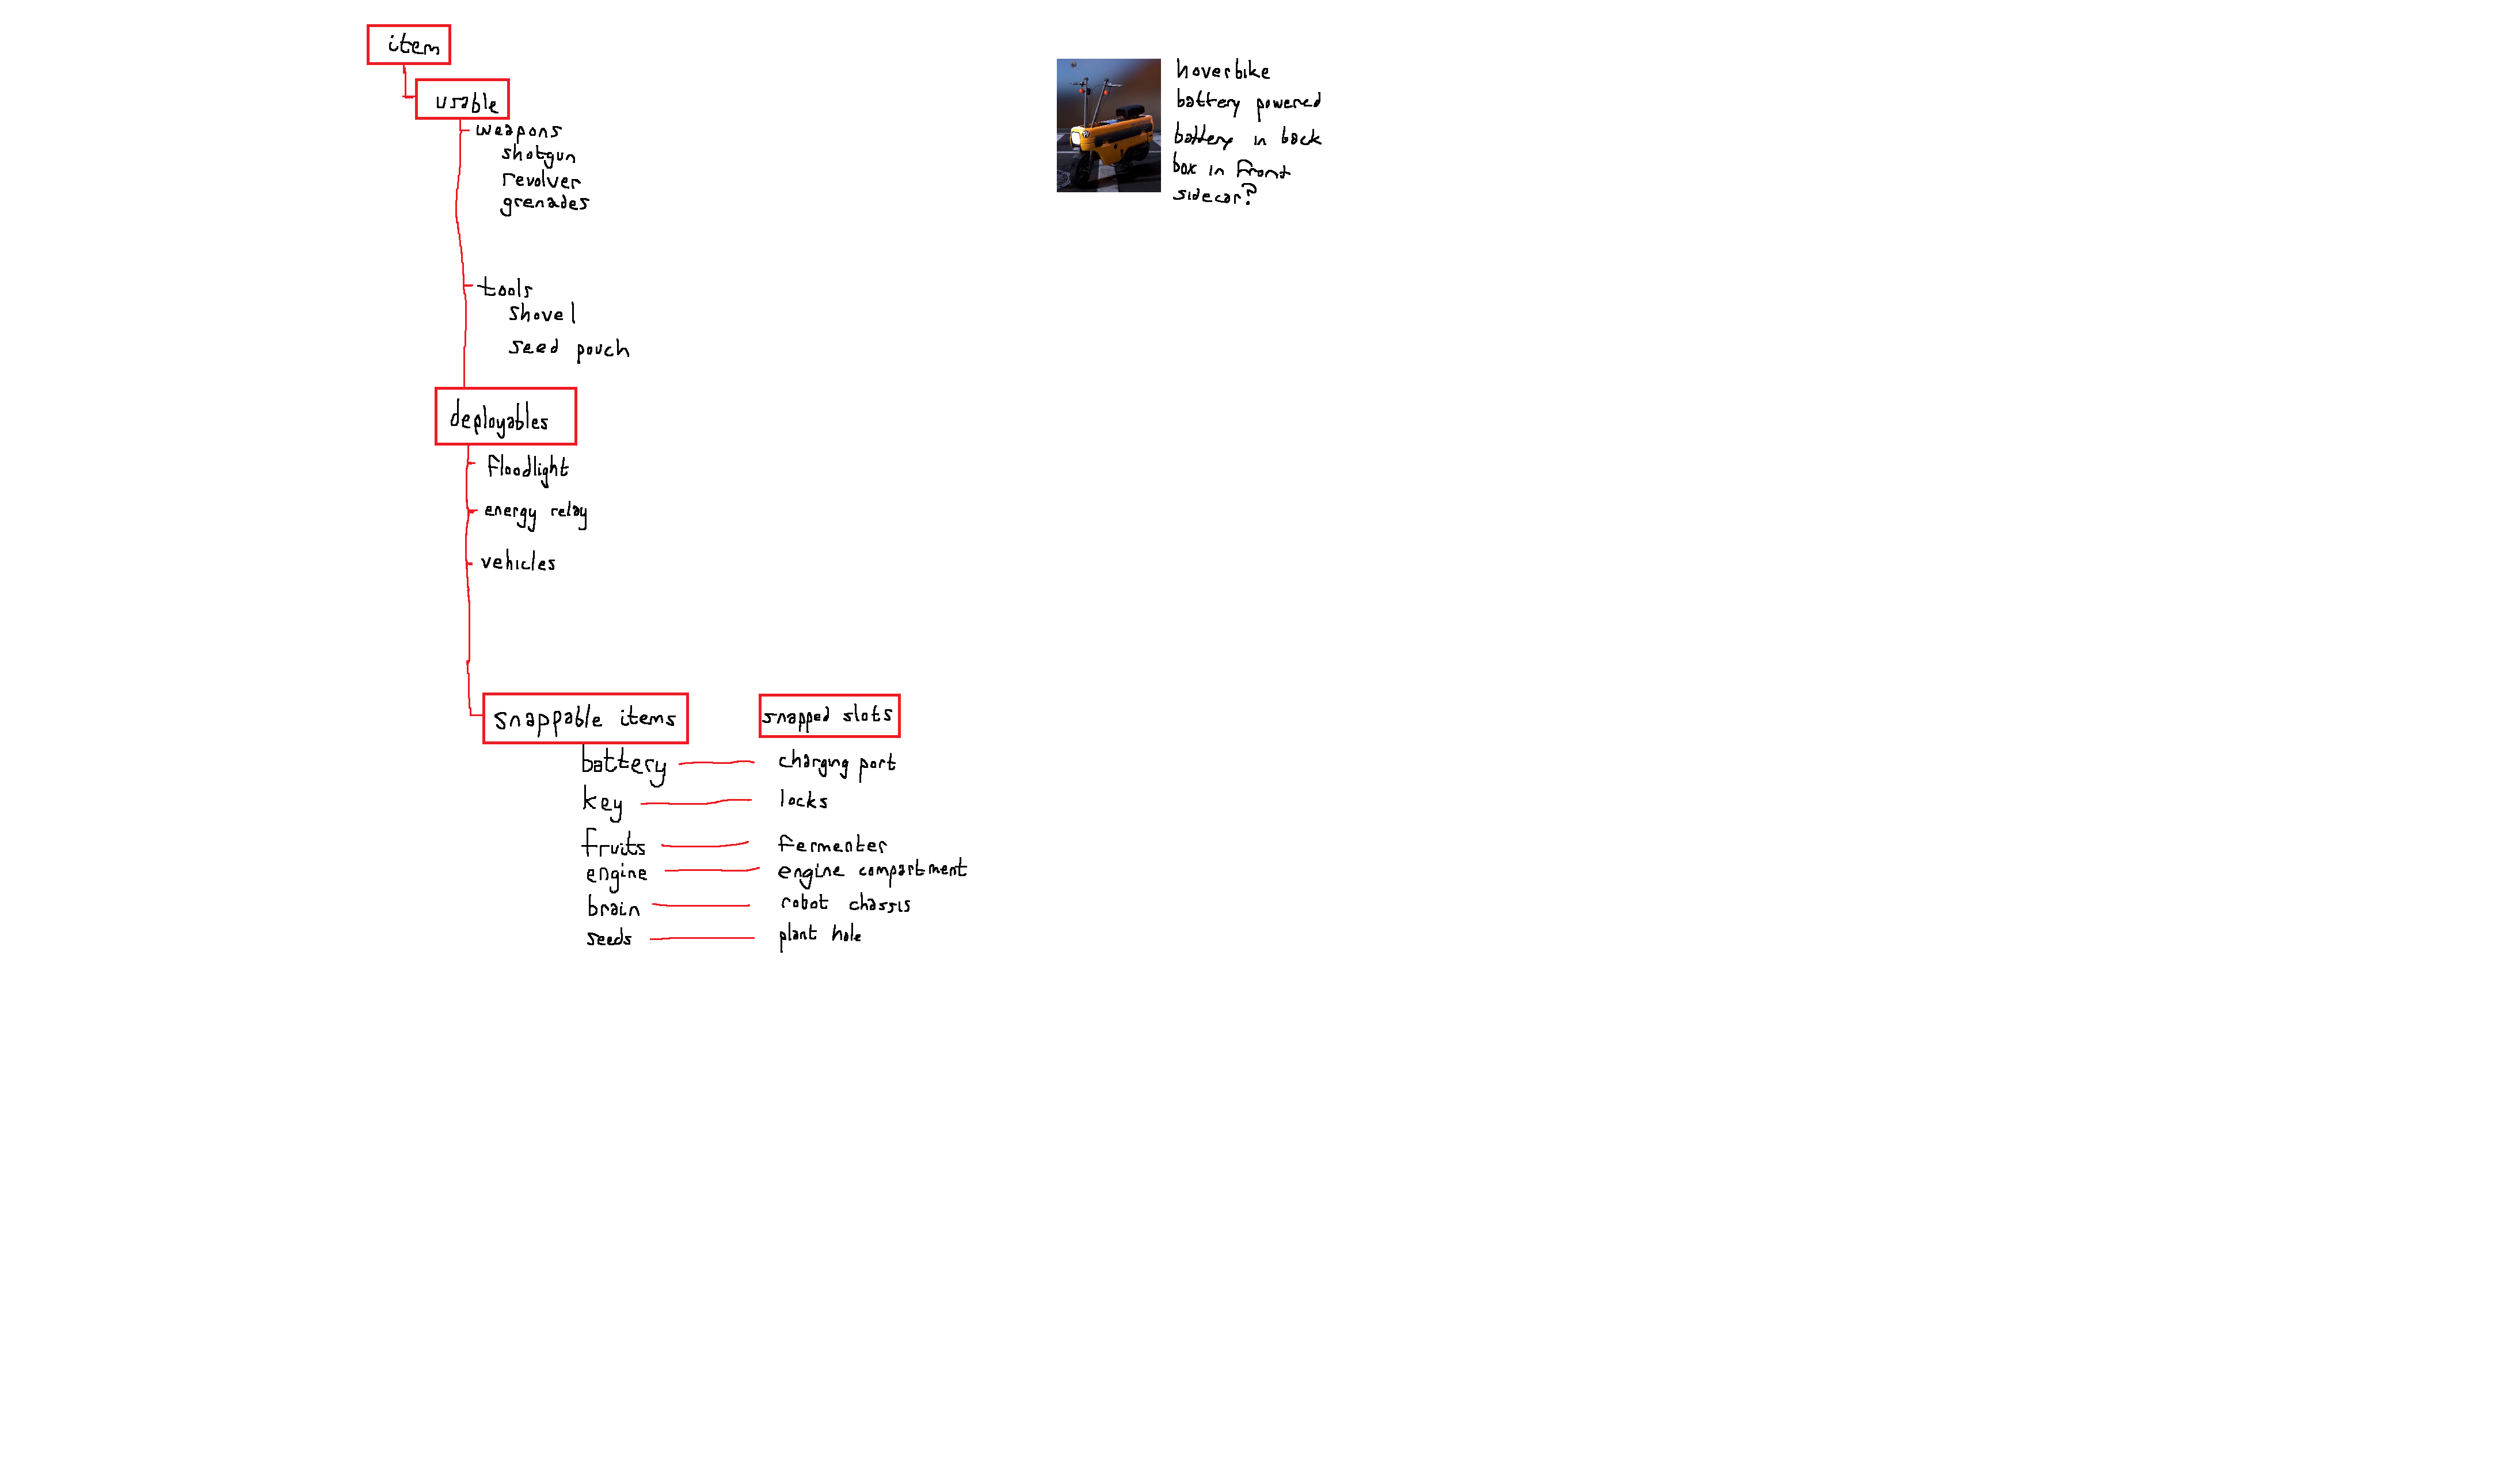 item
usable
weapons
shotgun
revolver
grenades
tools
shovel
seed pouch
deployables
floodlight
energy relay
vehicles
snappable items
snapped slots
battery
charging port
key
locks
fruits
fermenter
engine
engine compartment
brain
robot chassis
seeds
plant hole
hoverbike
battery powered
battery in back
box in front
sidecar?